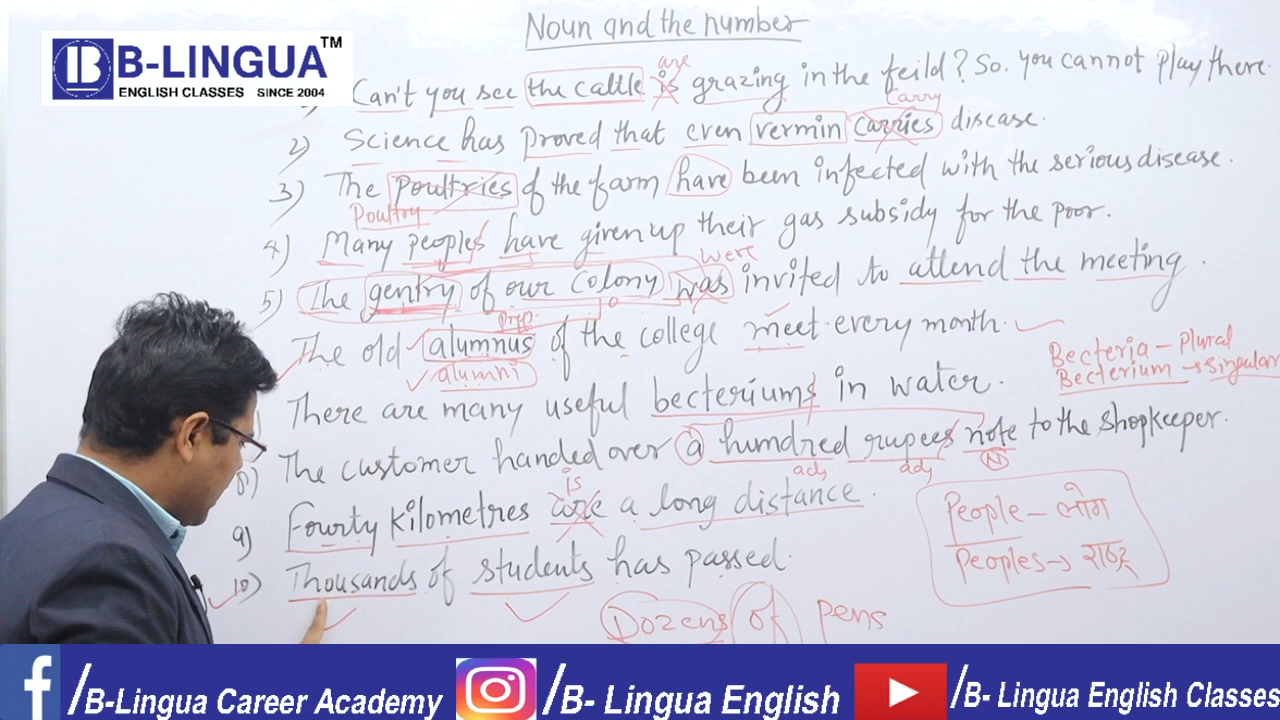 Noun and the number
B-LINGUA™
ENGLISH CLASSES SINCE 2004
are
Can't you see the cattle is grazing in the feild? So. you cannot play there.
Carry
2) Science has proved that even vermin carries disease.
3) The poultries of the farm have been infected with the serious disease.
Poultry
4) Many peoples have given up their gas subsidy for the poor.
were
5) The gentry of our colony was invited to attend the meeting.
prep.
The old alumnus of the college meet every month.
alumni
Becteria - Plural
Becterium → Singular
There are many useful becteriums in water.
8) The customer handed over a humdred rupees note to the shopkeeper.
adj adj N
is
9) Fourty kilometres are a long distance.
People - लोग
Peoples → राष्ट्र
10) Thousands of students has passed.
Dozens of pens
/B-Lingua Career Academy /B- Lingua English /B- Lingua English Classes